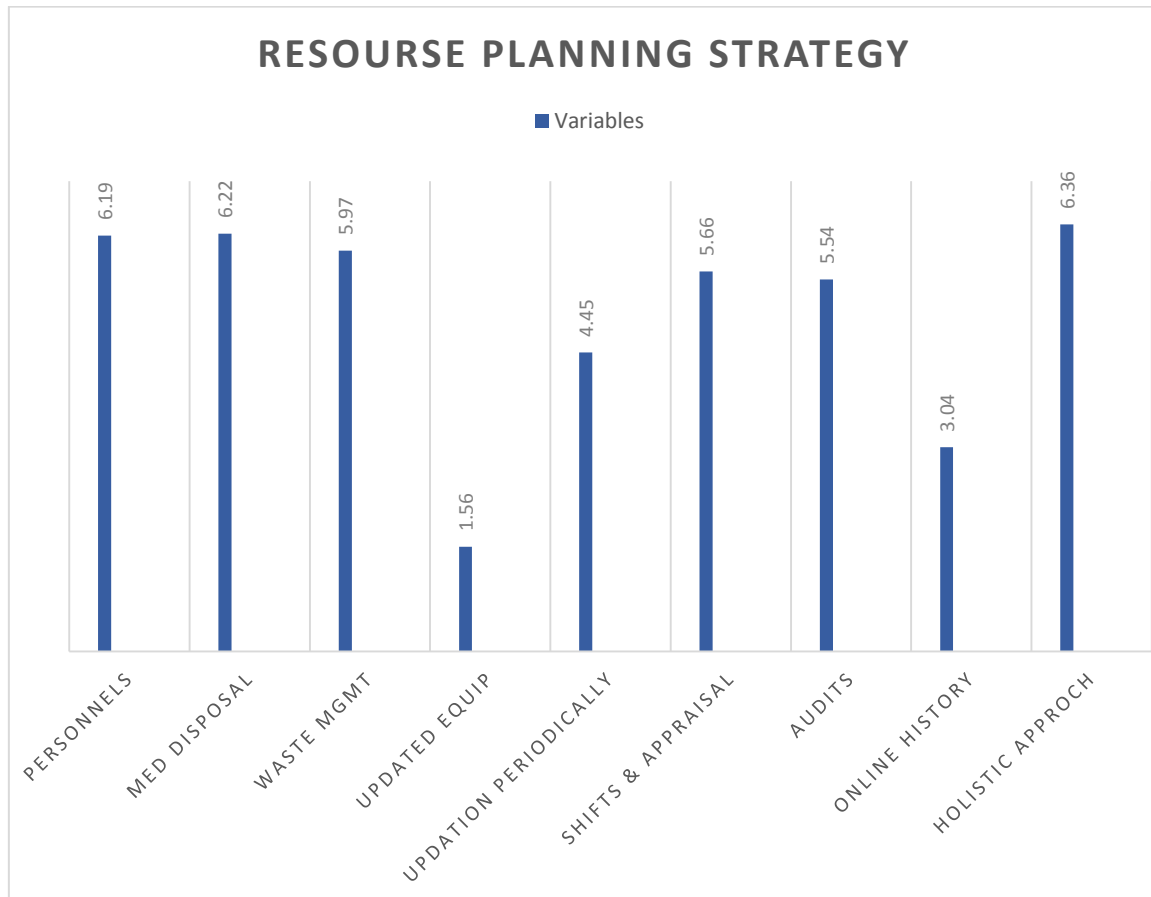 RESOURSE PLANNING STRATEGY
Variables
6.19
6.22
5.97
1.56
4.45
5.66
5.54
3.04
6.36
PERSONNELS
MED DISPOSAL
WASTE MGMT
UPDATED EQUIP
UPDATION PERIODICALLY
SHIFTS & APPRAISAL
AUDITS
ONLINE HISTORY
HOLISTIC APPROCH